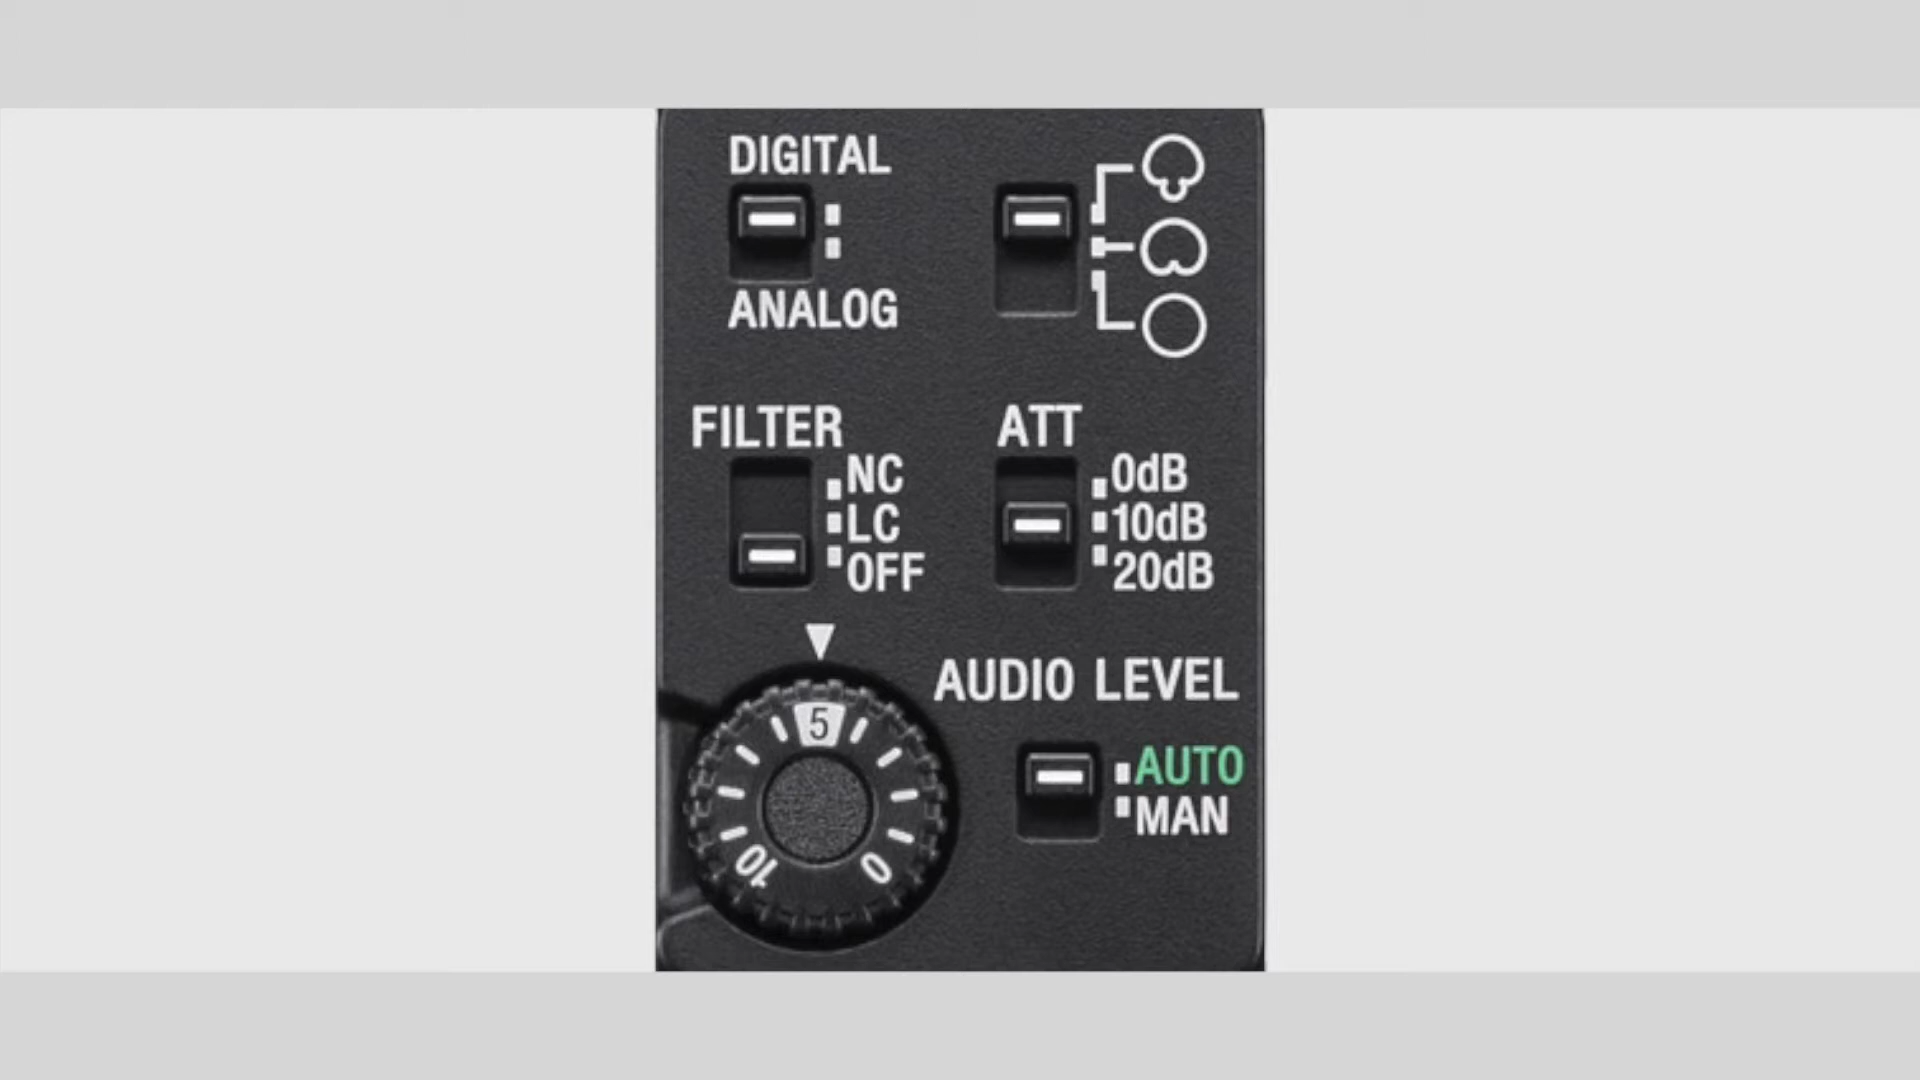 DIGITAL
ANALOG
FILTER
NC
LC
OFF
ATT
0dB
10dB
20dB
5
10
0
AUDIO LEVEL
AUTO
MAN